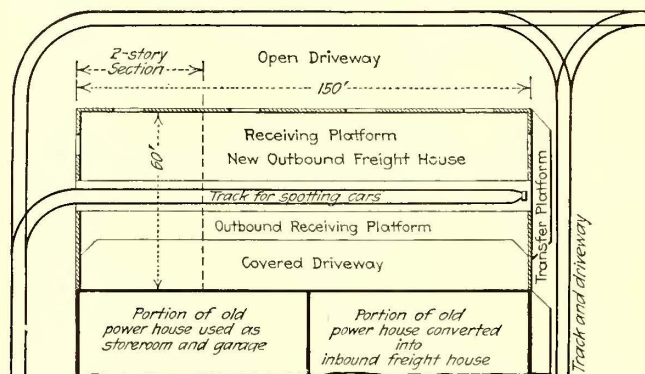 2-story
Section
Open Driveway
150'
Receiving Platform
New Outbound Freight House
60'
Track for spotting cars
Outbound Receiving Platform
Covered Driveway
Transfer Platform
Track and driveway
Portion of old
power house used as
storeroom and garage
Portion of old
power house converted
into
inbound freight house